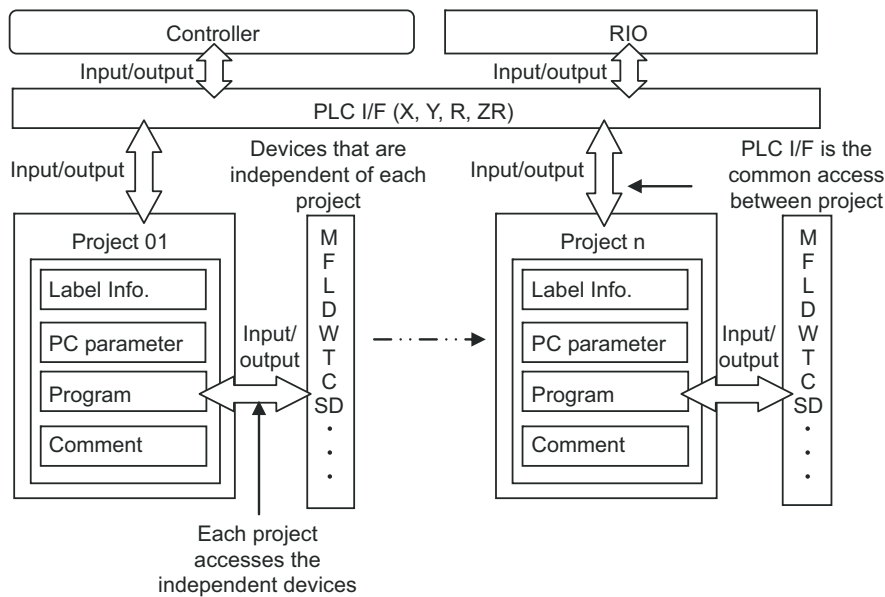 Controller
RIO
Input/output
Input/output
PLC I/F (X, Y, R, ZR)
Input/output
Devices that are
independent of each
project
Input/output
PLC I/F is the
common access
between project
Project 01
Label Info.
PC parameter
Program
Comment
Input/
output
M
F
L
D
W
T
C
SD
.
.
.
Project n
Label Info.
PC parameter
Program
Comment
Input/
output
M
F
L
D
W
T
C
SD
.
.
.
Each project
accesses the
independent devices